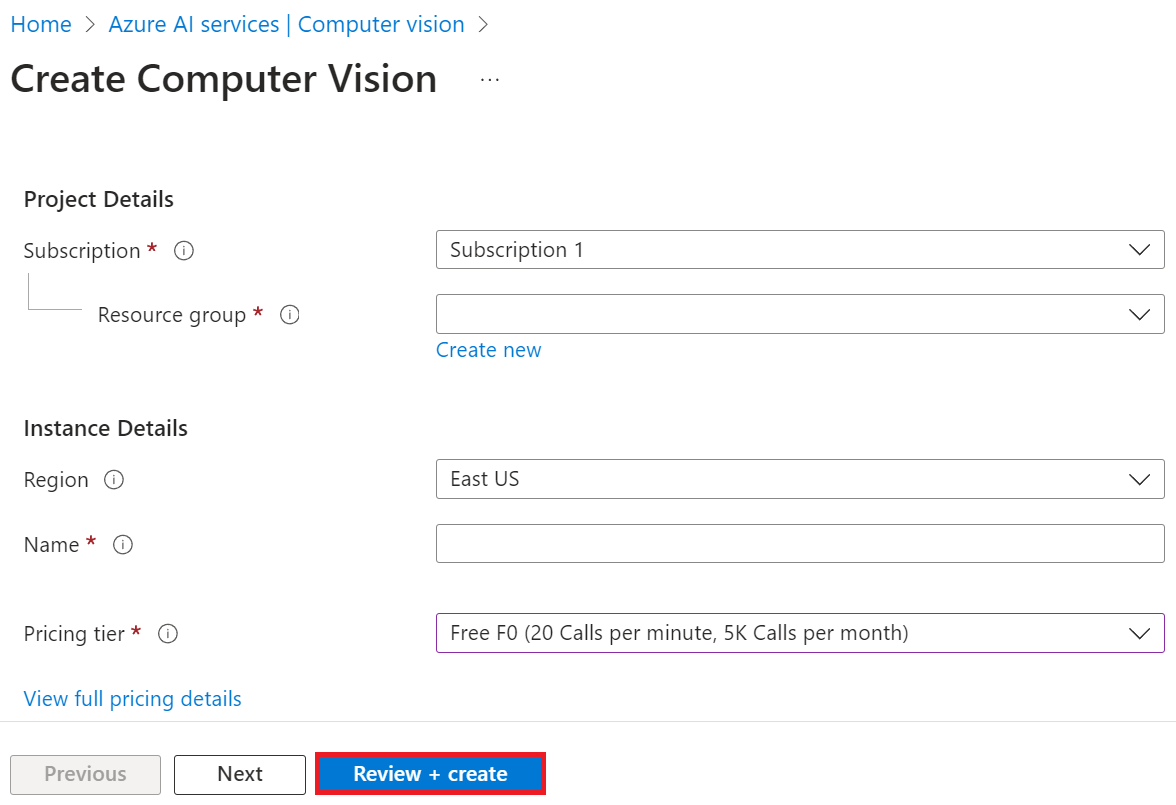 Home > Azure AI services | Computer vision >
Create Computer Vision ...
Project Details
Subscription * Subscription 1
Resource group *
Create new
Instance Details
Region East US
Name *
Pricing tier * Free F0 (20 Calls per minute, 5K Calls per month)
View full pricing details
Previous Next Review + create